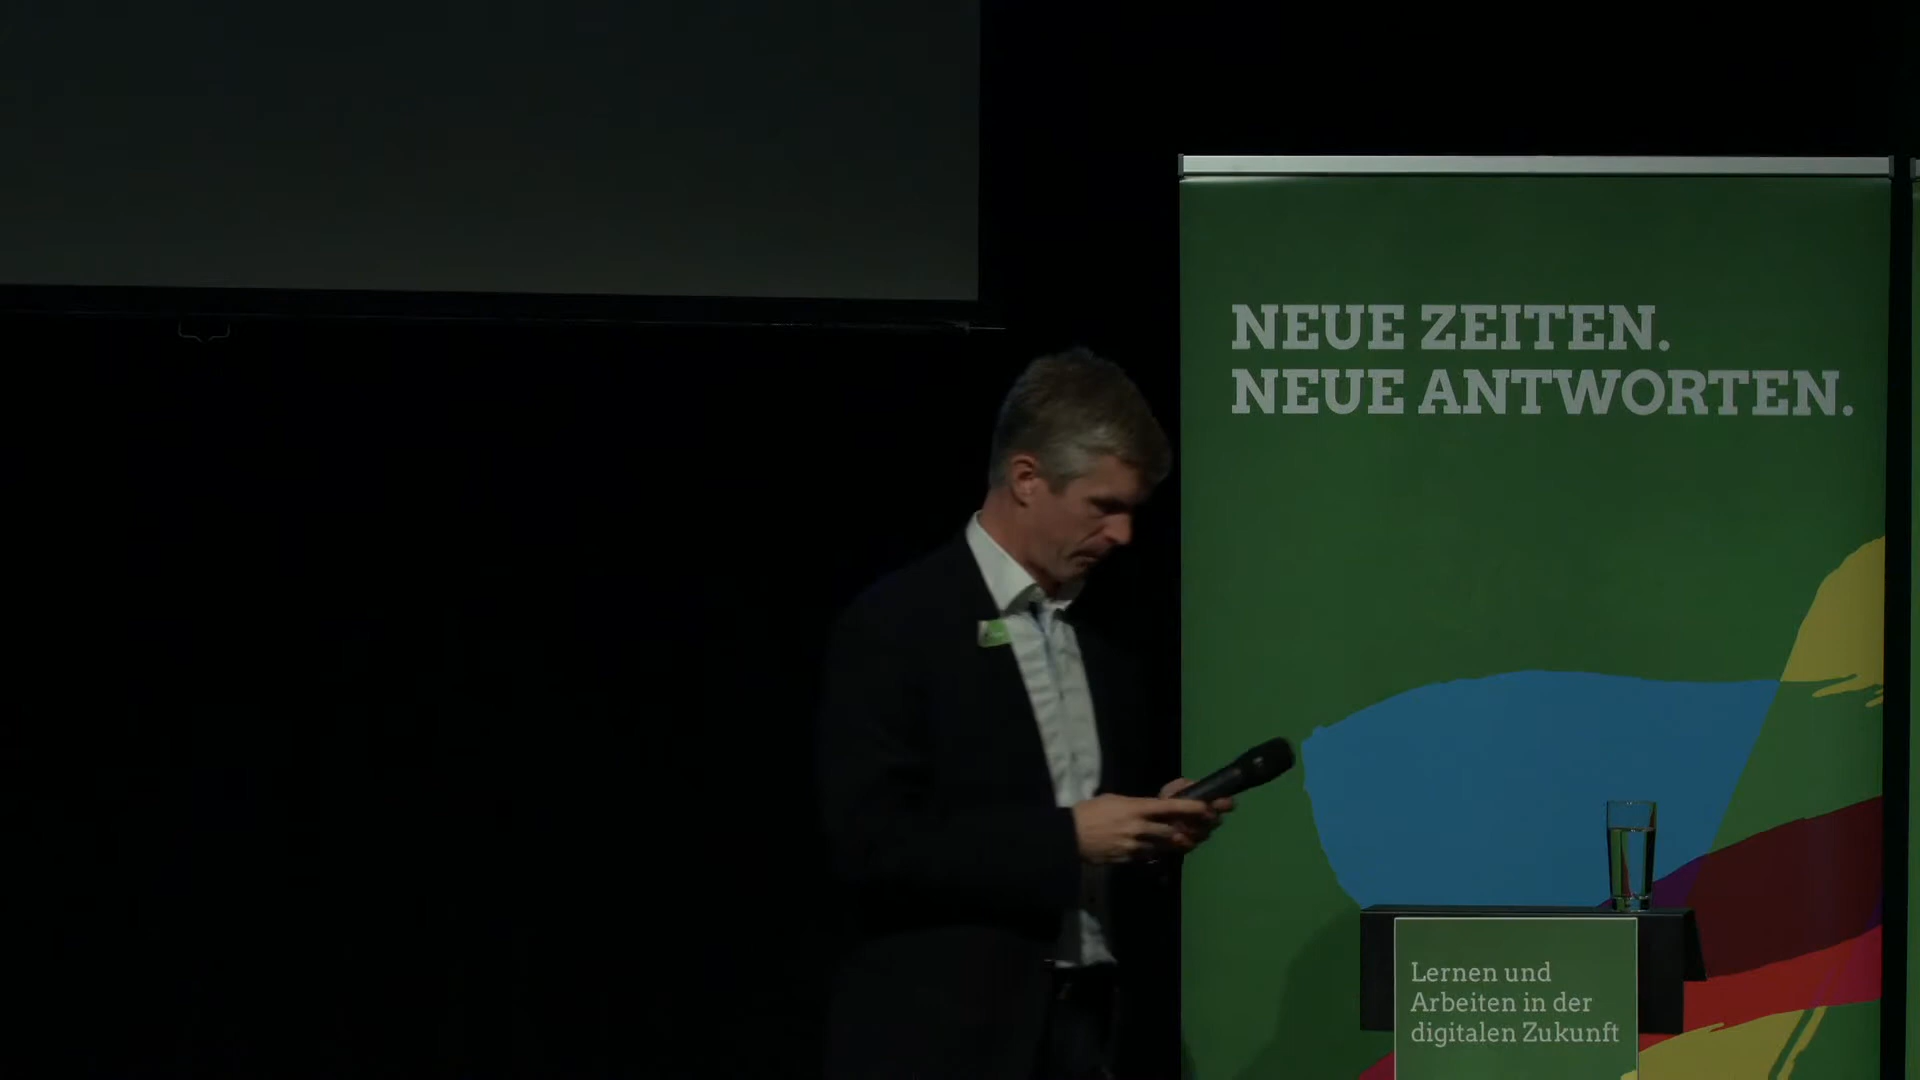 NEUE ZEITEN.
NEUE ANTWORTEN.
Lernen und
Arbeiten in der
digitalen Zukunft